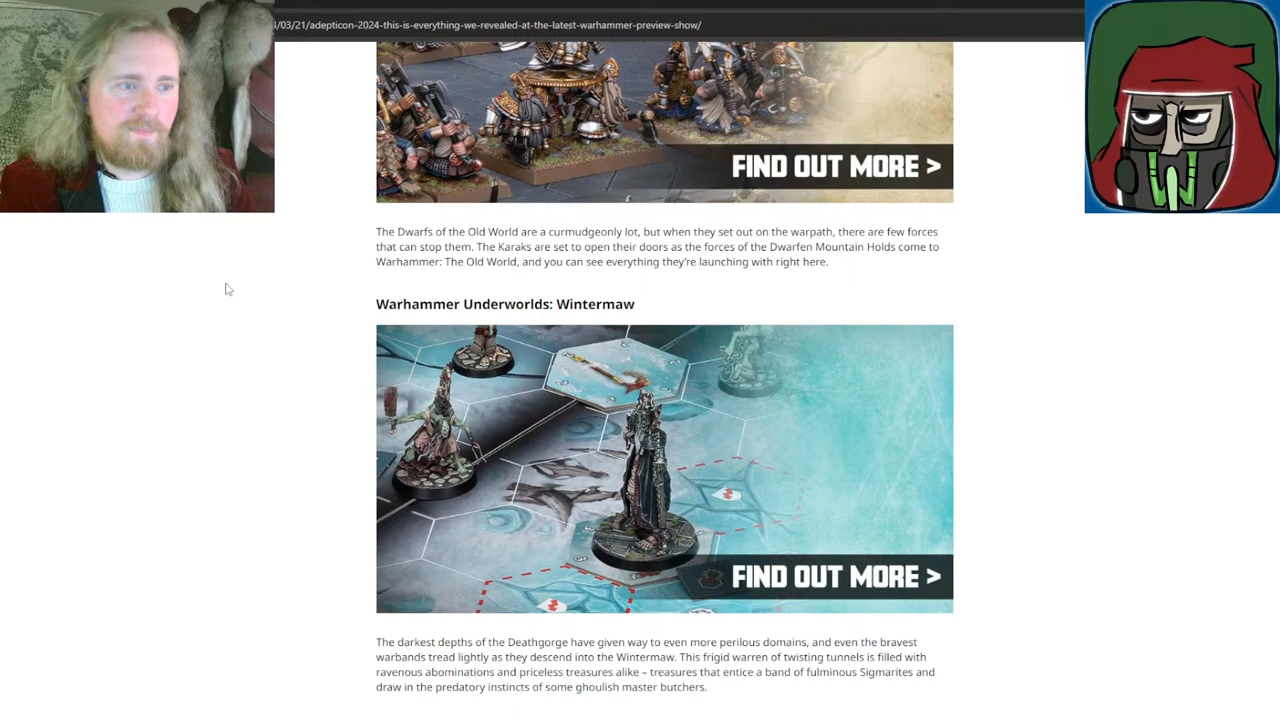 4/03/21/adepticon-2024-this-is-everything-we-revealed-at-the-latest-warhammer-preview-show/
FIND OUT MORE >
The Dwarfs of the Old World are a curmudgeonly lot, but when they set out on the warpath, there are few forces
that can stop them. The Karaks are set to open their doors as the forces of the Dwarfen Mountain Holds come to
Warhammer: The Old World, and you can see everything they're launching with right here.
Warhammer Underworlds: Wintermaw
FIND OUT MORE >
The darkest depths of the Deathgorge have given way to even more perilous domains, and even the bravest
warbands tread lightly as they descend into the Wintermaw. This frigid warren of twisting tunnels is filled with
ravenous abominations and priceless treasures alike – treasures that entice a band of fulminous Sigmarites and
draw in the predatory instincts of some ghoulish master butchers.